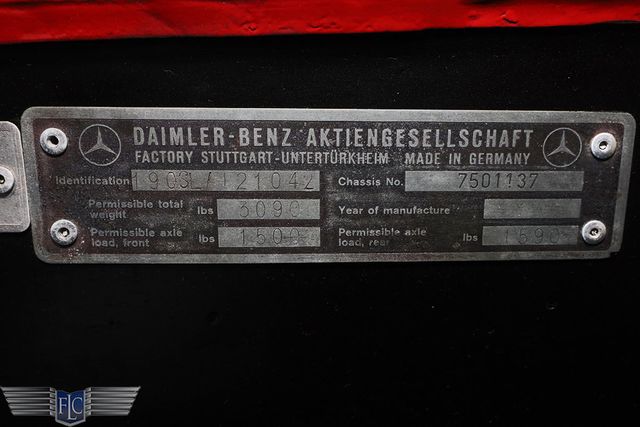 DAIMLER-BENZ AKTIENGESELLSCHAFT
FACTORY STUTTGART-UNTERTÜRKHEIM MADE IN GERMANY
Identification 190SL/121042 Chassis No. 7501137
Permissible total weight lbs 3090 Year of manufacture
Permissible axle load, front lbs 1500 Permissible axle load, rear lbs 1590
FLC